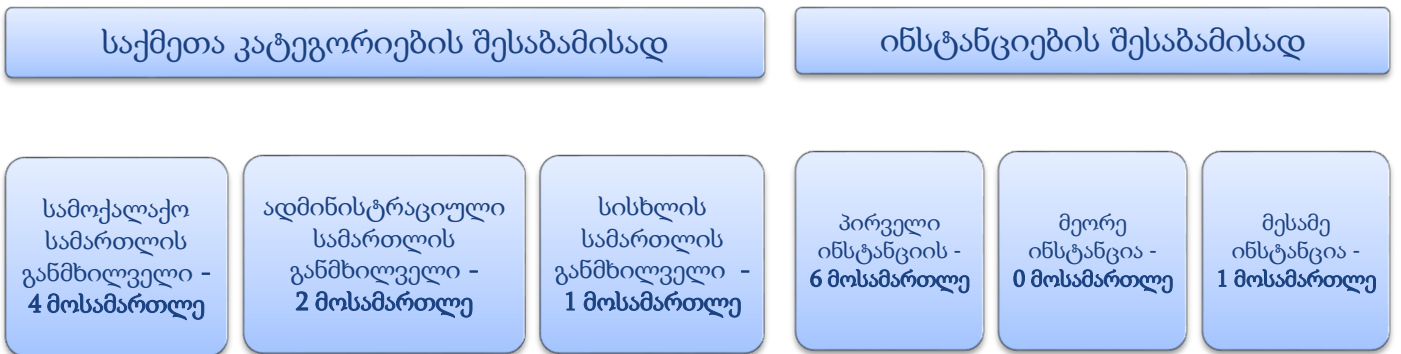 საქმეთა კატეგორიების შესაბამისად
სამოქალაქო
სამართლის
განმხილველი -
4 მოსამართლე
ადმინისტრაციული
სამართლის
განმხილველი -
2 მოსამართლე
სისხლის
სამართლის
განმხილველი -
1 მოსამართლე
ინსტანციების შესაბამისად
პირველი
ინსტანციის -
6 მოსამართლე
მეორე
ინსტანცია -
0 მოსამართლე
მესამე
ინსტანცია -
1 მოსამართლე